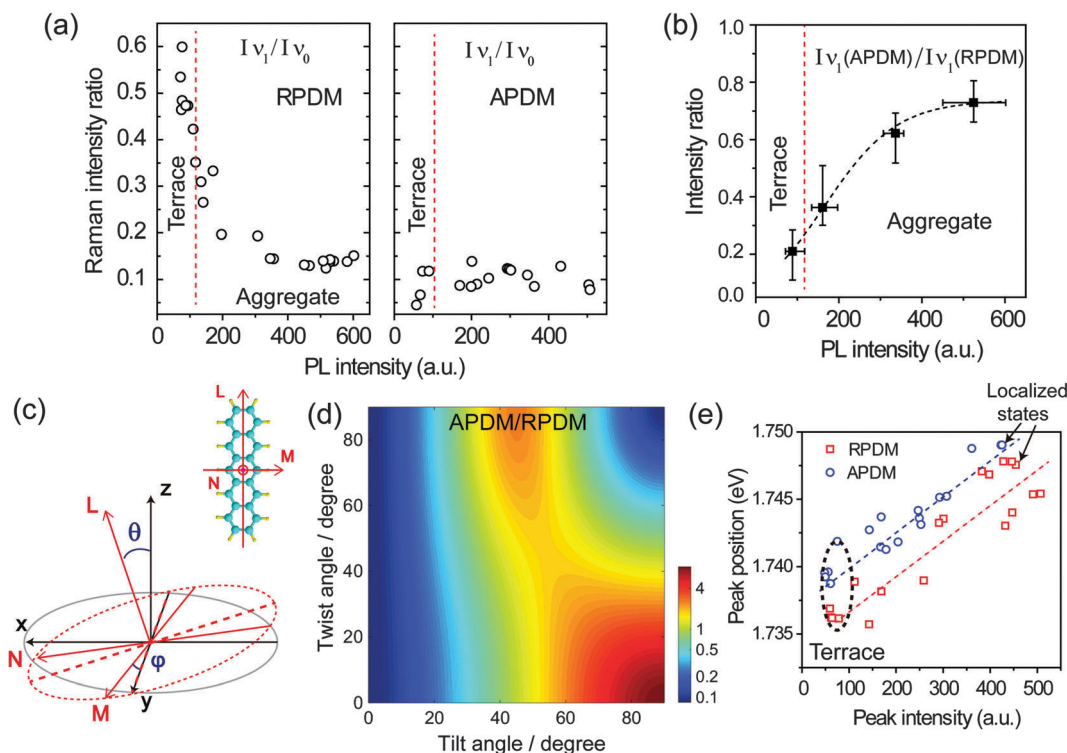 (a)
Raman intensity ratio
0.6
0.5
0.4
0.3
0.2
0.1
Iν₁/Iν₀
RPDM
Terrace
Aggregate
0 200 400 600
Iν₁/Iν₀
APDM
Terrace
0 200 400
PL intensity (a.u.)
(b)
Intensity ratio
1.0
0.8
0.6
0.4
0.2
0.0
Iν₁(APDM)/Iν₁(RPDM)
Terrace
Aggregate
0 200 400 600
PL intensity (a.u.)
(c)
L
M
N
z
L
θ
x
N
φ
M
y
(d)
APDM/RPDM
Twist angle / degree
80
60
40
20
0
0 20 40 60 80
Tilt angle / degree
4
2
1
0.5
0.2
0.1
(e)
Localized
states
Peak position (eV)
1.750
1.745
1.740
1.735
RPDM
APDM
Terrace
0 100 200 300 400 500
Peak intensity (a.u.)